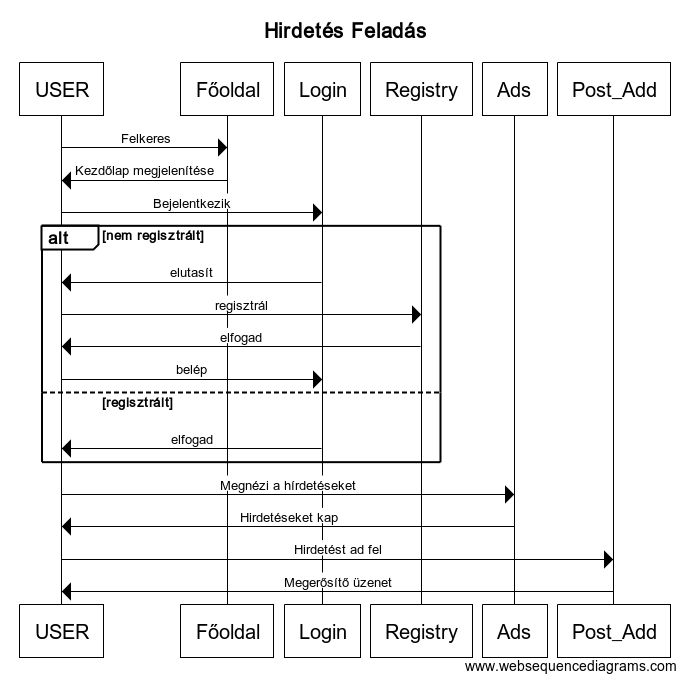 Hirdetés Feladás
USER Főoldal Login Registry Ads Post_Add
Felkeres
Kezdőlap megjelenítése
Bejelentkezik
alt [nem regisztrált]
elutasít
regisztrál
elfogad
belép
[regisztrált]
elfogad
Megnézi a hírdetéseket
Hirdetéseket kap
Hirdetést ad fel
Megerősítő üzenet
USER Főoldal Login Registry Ads Post_Add
www.websequencediagrams.com